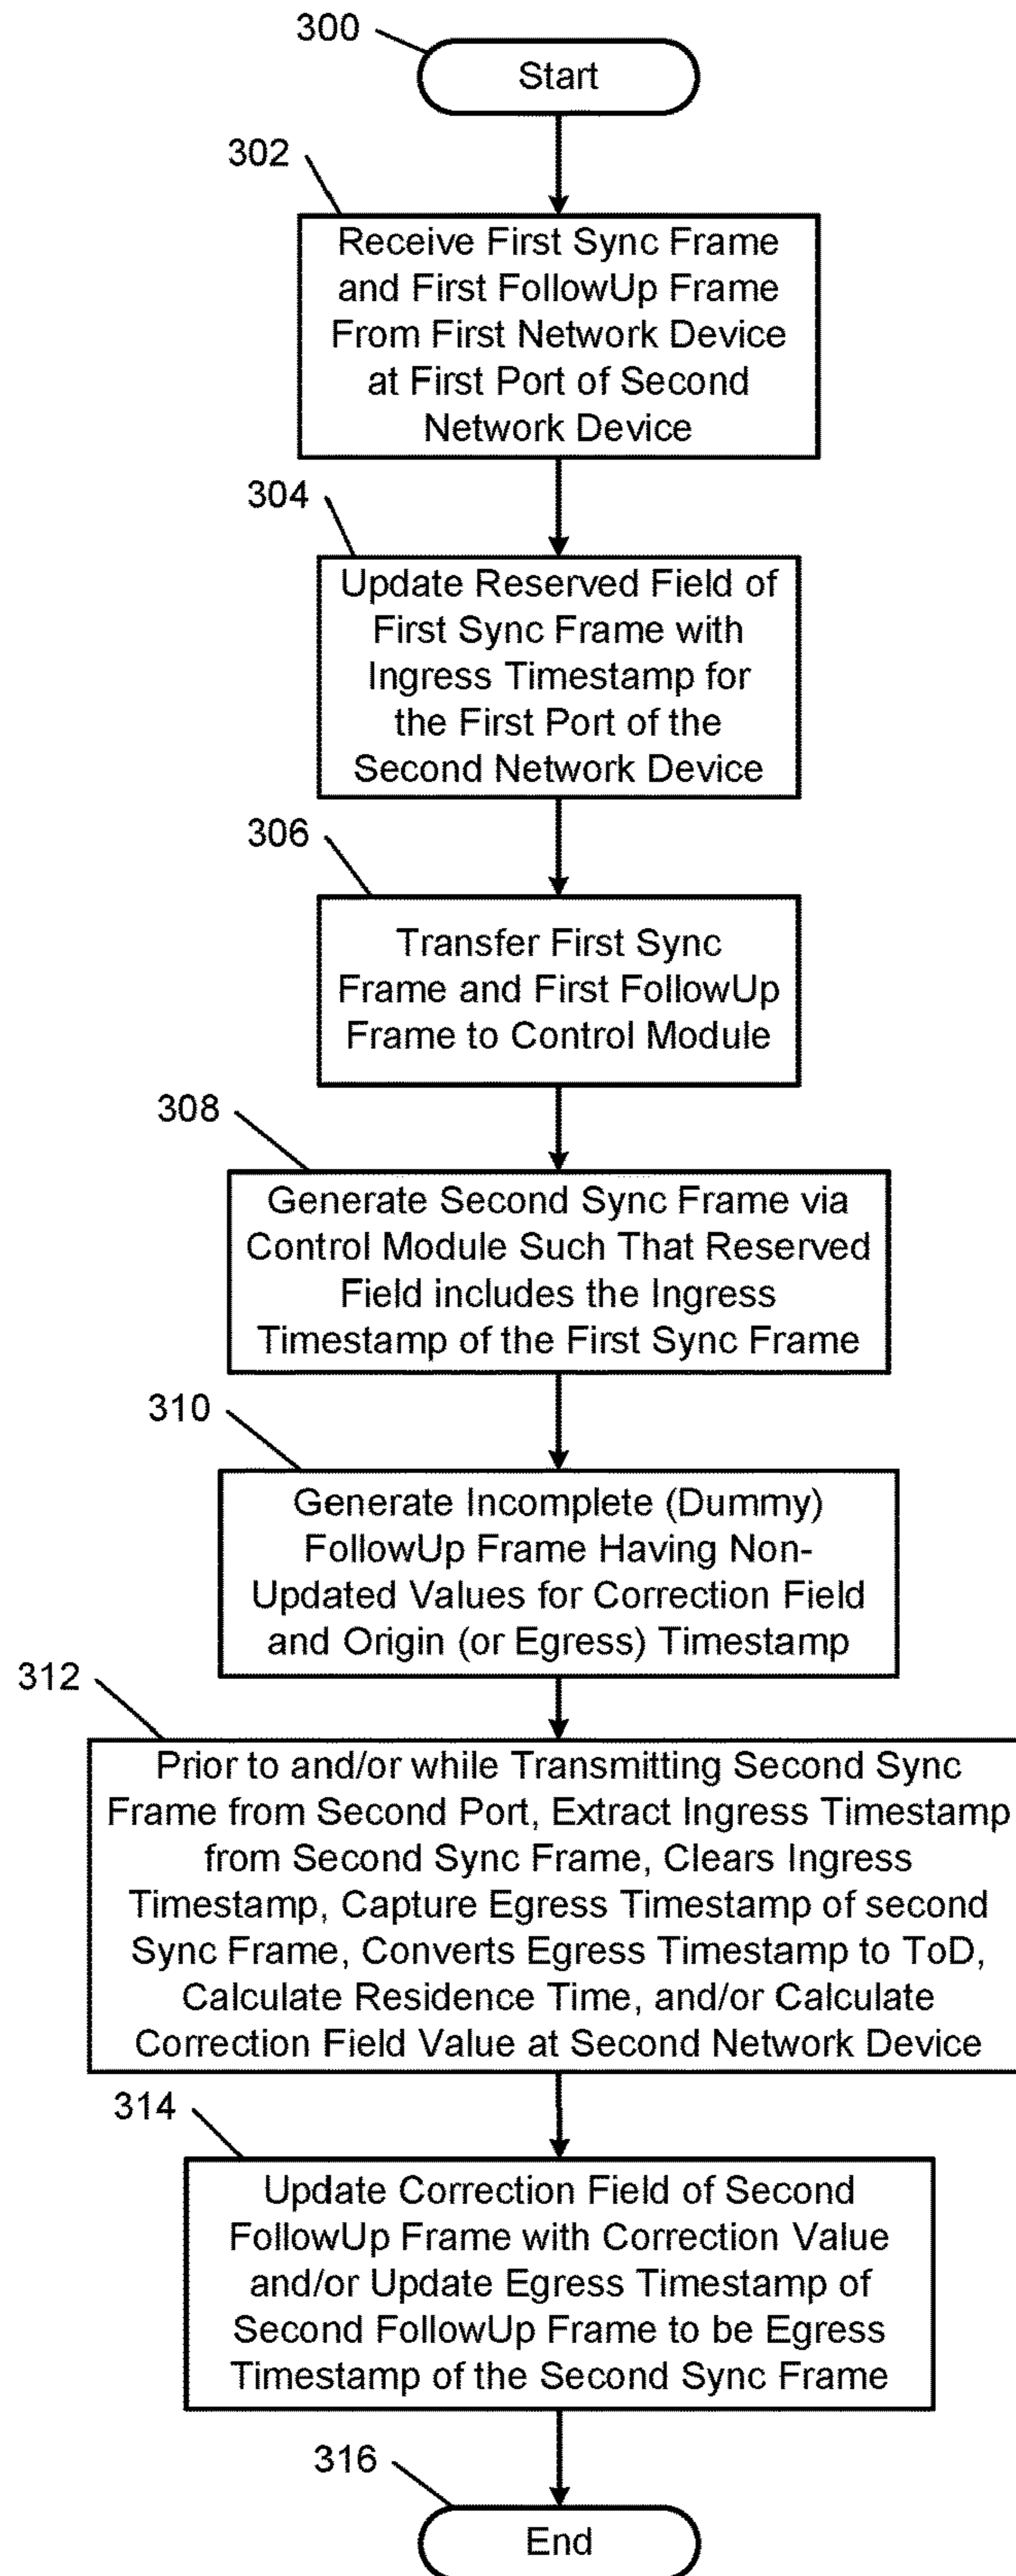 300
Start
302
Receive First Sync Frame
and First FollowUp Frame
From First Network Device
at First Port of Second
Network Device
304
Update Reserved Field of
First Sync Frame with
Ingress Timestamp for
the First Port of the
Second Network Device
306
Transfer First Sync
Frame and First FollowUp
Frame to Control Module
308
Generate Second Sync Frame via
Control Module Such That Reserved
Field includes the Ingress
Timestamp of the First Sync Frame
310
Generate Incomplete (Dummy)
FollowUp Frame Having Non-
Updated Values for Correction Field
and Origin (or Egress) Timestamp
312
Prior to and/or while Transmitting Second Sync
Frame from Second Port, Extract Ingress Timestamp
from Second Sync Frame, Clears Ingress
Timestamp, Capture Egress Timestamp of second
Sync Frame, Converts Egress Timestamp to ToD,
Calculate Residence Time, and/or Calculate
Correction Field Value at Second Network Device
314
Update Correction Field of Second
FollowUp Frame with Correction Value
and/or Update Egress Timestamp of
Second FollowUp Frame to be Egress
Timestamp of the Second Sync Frame
316
End